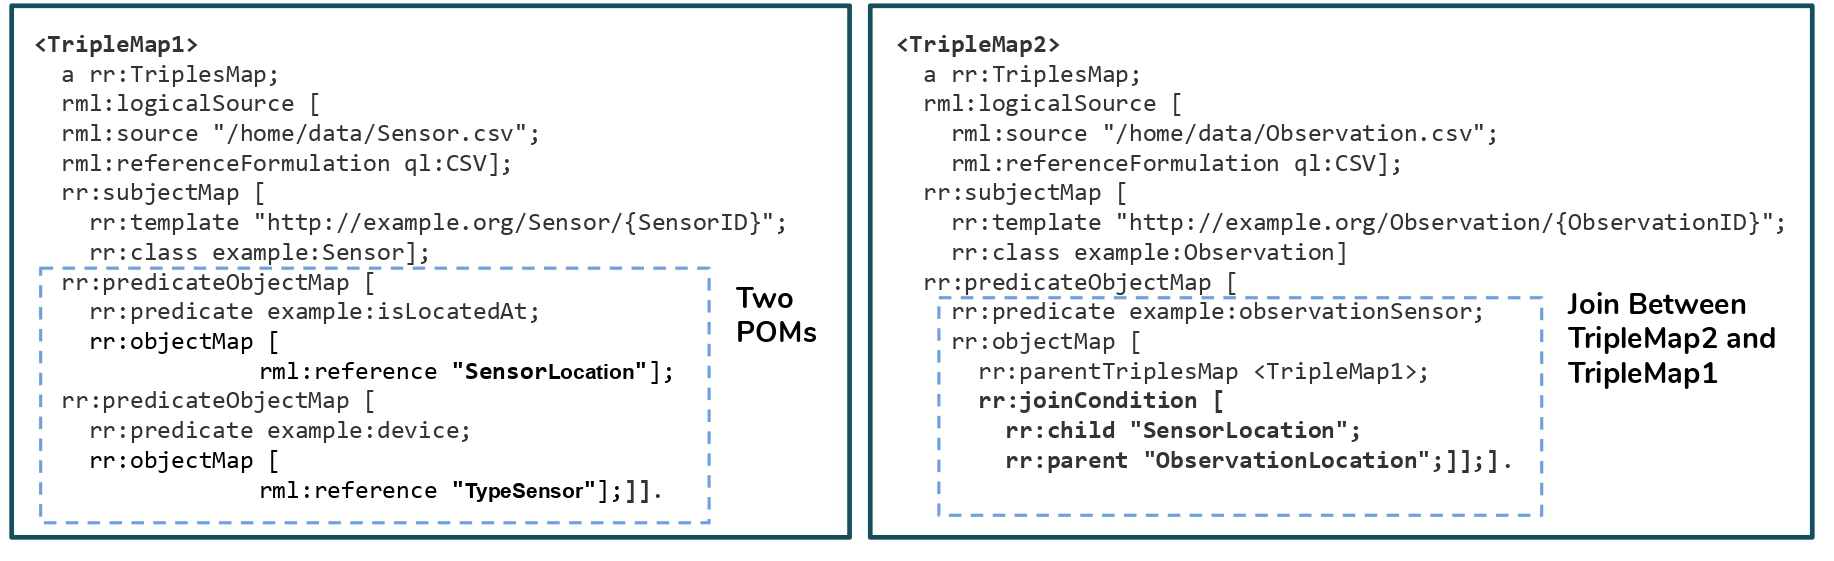 <TripleMap1>
a rr:TriplesMap;
rml:logicalSource [
rml:source "/home/data/Sensor.csv";
rml:referenceFormulation ql:CSV];
rr:subjectMap [
rr:template "http://example.org/Sensor/{SensorID}";
rr:class example:Sensor];
rr:predicateObjectMap [
rr:predicate example:isLocatedAt;
rr:objectMap [
rml:reference "SensorLocation"];
rr:predicateObjectMap [
rr:predicate example:device;
rr:objectMap [
rml:reference "TypeSensor"];]].
Two
POMs
<TripleMap2>
a rr:TriplesMap;
rml:logicalSource [
rml:source "/home/data/Observation.csv";
rml:referenceFormulation ql:CSV];
rr:subjectMap [
rr:template "http://example.org/Observation/{ObservationID}";
rr:class example:Observation]
rr:predicateObjectMap [
rr:predicate example:observationSensor;
rr:objectMap [
rr:parentTriplesMap <TripleMap1>;
rr:joinCondition [
rr:child "SensorLocation";
rr:parent "ObservationLocation";]];].
Join Between
TripleMap2 and
TripleMap1